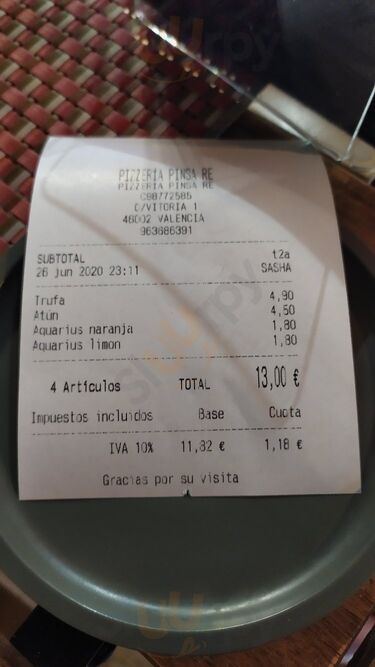 PIZZERIA PINSA RE
PIZZERIA PINSA RE
C98772585
C/VITORIA 1
46002 VALENCIA
963686391
SUBTOTAL t2a
26 jun 2020 23:11 SASHA
Trufa 4,90
Atún 4,50
Aquarius naranja 1,80
Aquarius limon 1,80
4 Artículos TOTAL 13,00 €
Impuestos incluidos Base Cuota
IVA 10% 11,82 € 1,18 €
Gracias por su visita